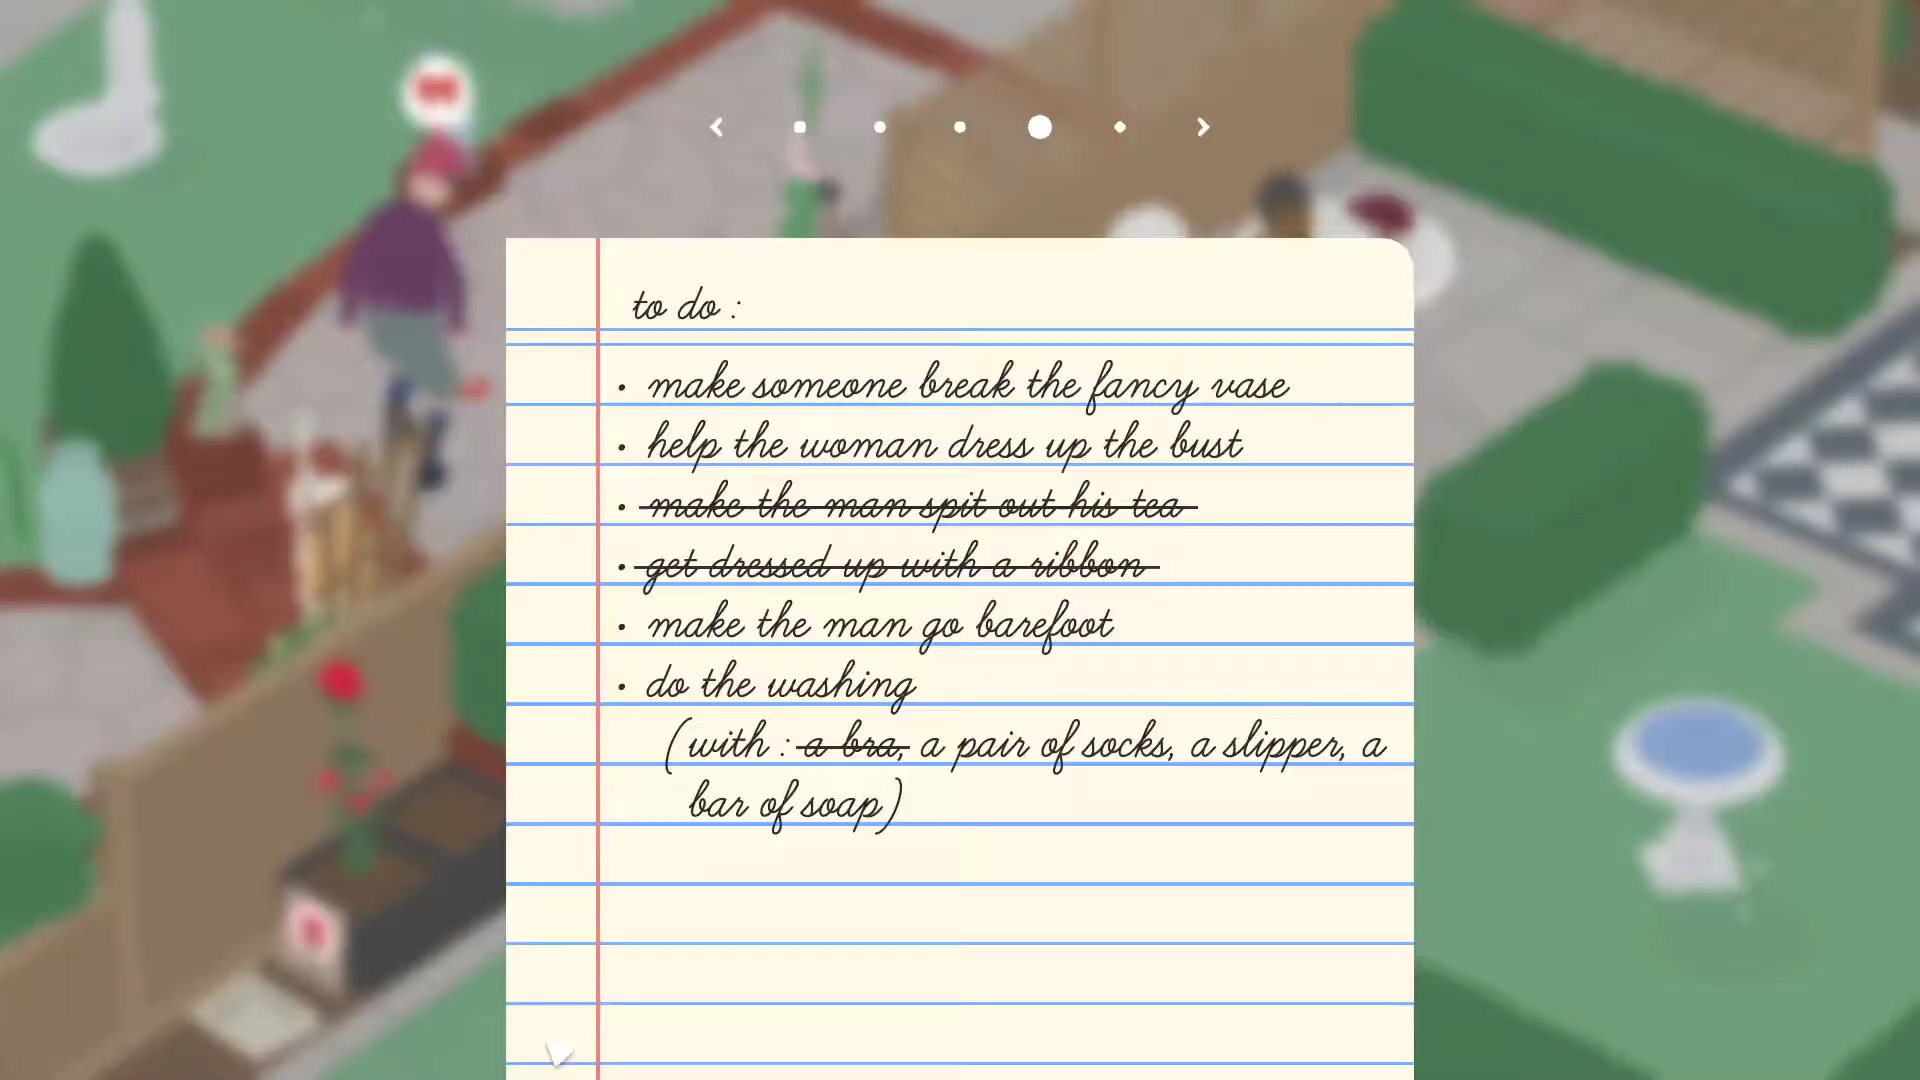 to do :
• make someone break the fancy vase
• help the woman dress up the bust
• make the man spit out his tea
• get dressed up with a ribbon
• make the man go barefoot
• do the washing
(with : a bra, a pair of socks, a slipper, a
bar of soap)